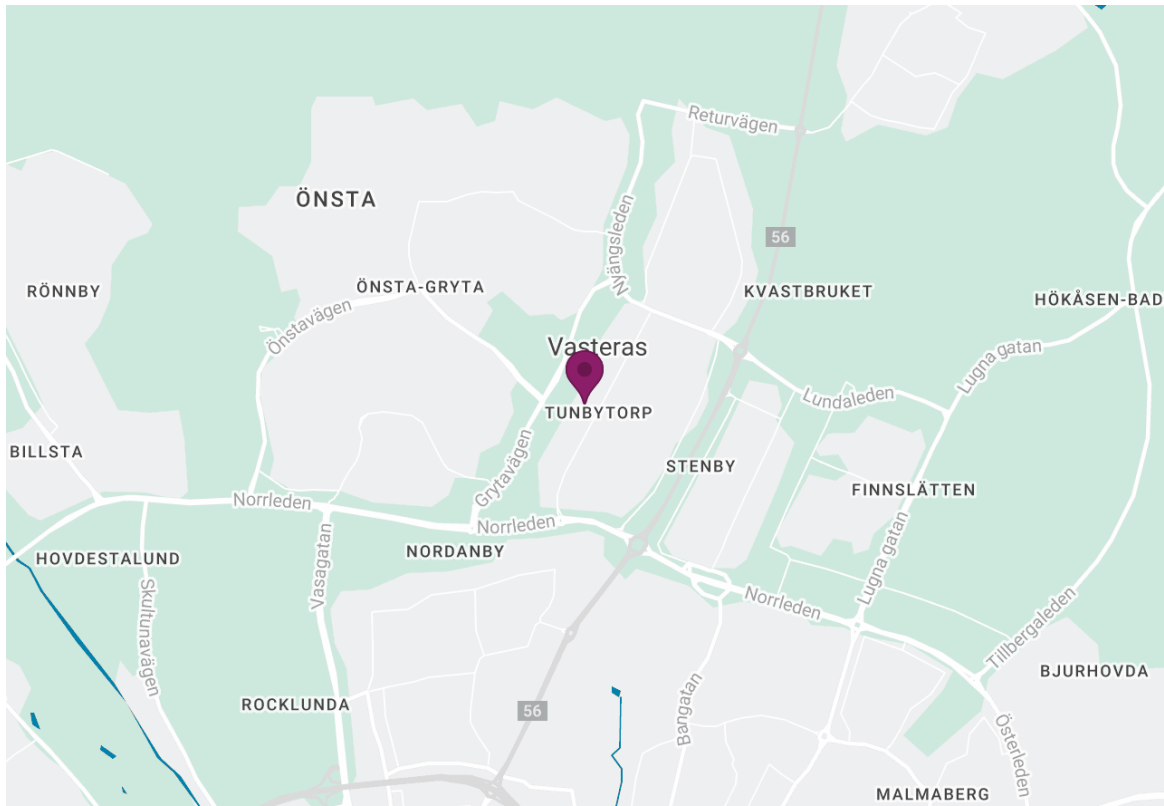 Returvägen
ÖNSTA
Nyängsleden
56
RÖNNBY
ÖNSTA-GRYTA
KVASTBRUKET
HÖKÅSEN-BAD
Önstavägen
Vasteras
Lugna gatan
Lundaleden
TUNBYTORP
BILLSTA
Grytavägen
STENBY
FINNSLÄTTEN
Norrleden
Norrleden
NORDANBY
HOVDESTALUND
Vasagatan
Skultunavägen
Lugna gatan
Norrleden
Tillbergaleden
BJURHOVDA
ROCKLUNDA
56
Bangatan
Österleden
MALMABERG